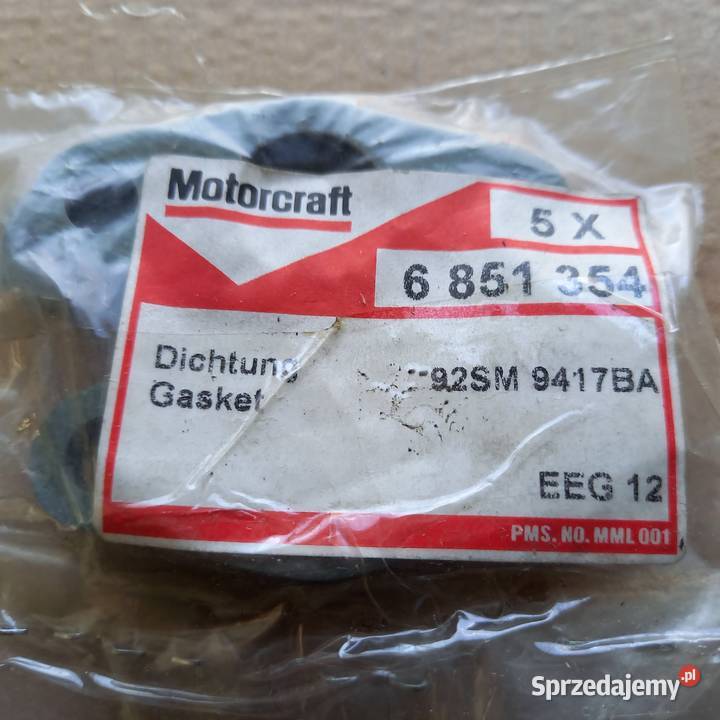 Motorcraft
5 X
6 851 354
Dichtung
Gasket
92SM 9417BA
EEG 12
PMS. NO. MML 001
Sprzedajemy.pl